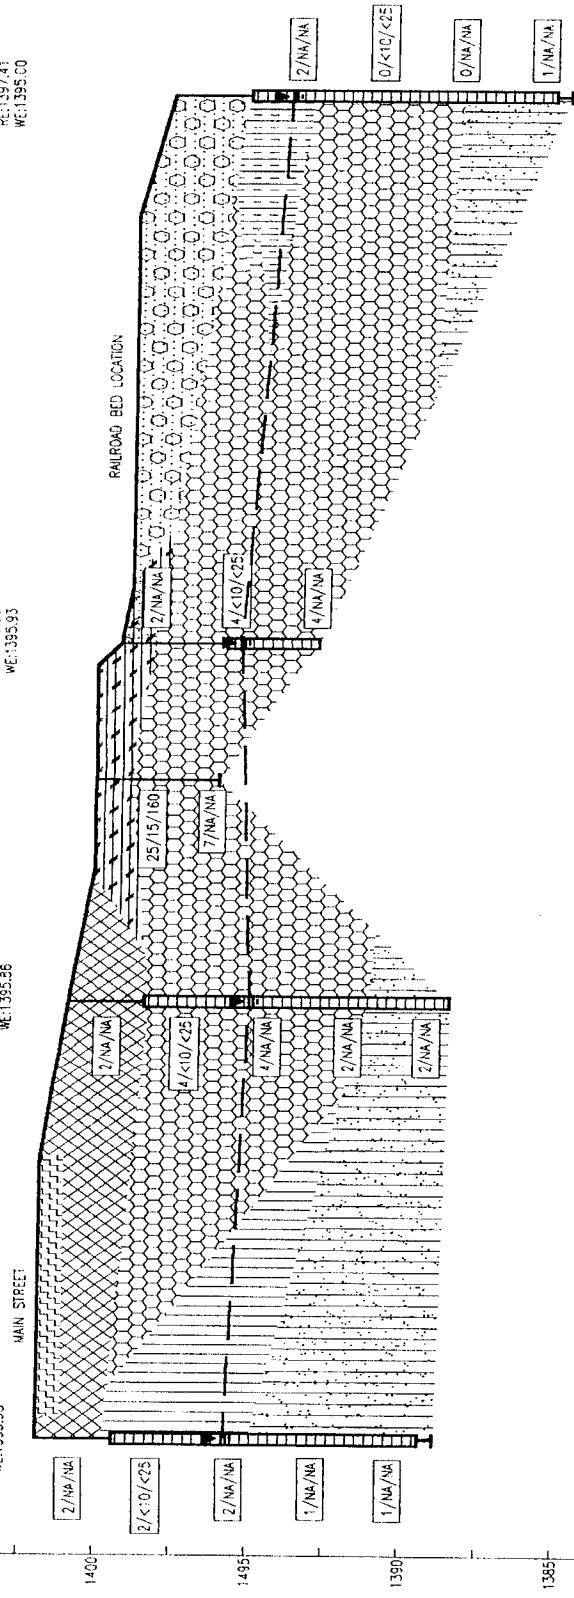 WE:1395.86
WE:1395.93
RE:1397.41
WE:1395.00
MAIN STREET
RAILROAD BED LOCATION
2/NA/NA
2/<10/<25
2/NA/NA
1/NA/NA
1/NA/NA
2/NA/NA
4/<10/<25
4/NA/NA
2/NA/NA
2/NA/NA
25/15/160
7/NA/NA
2/NA/NA
4/<10/<25
4/NA/NA
2/NA/NA
0/<10/<25
0/NA/NA
1/NA/NA
1400
1495
1390
1385